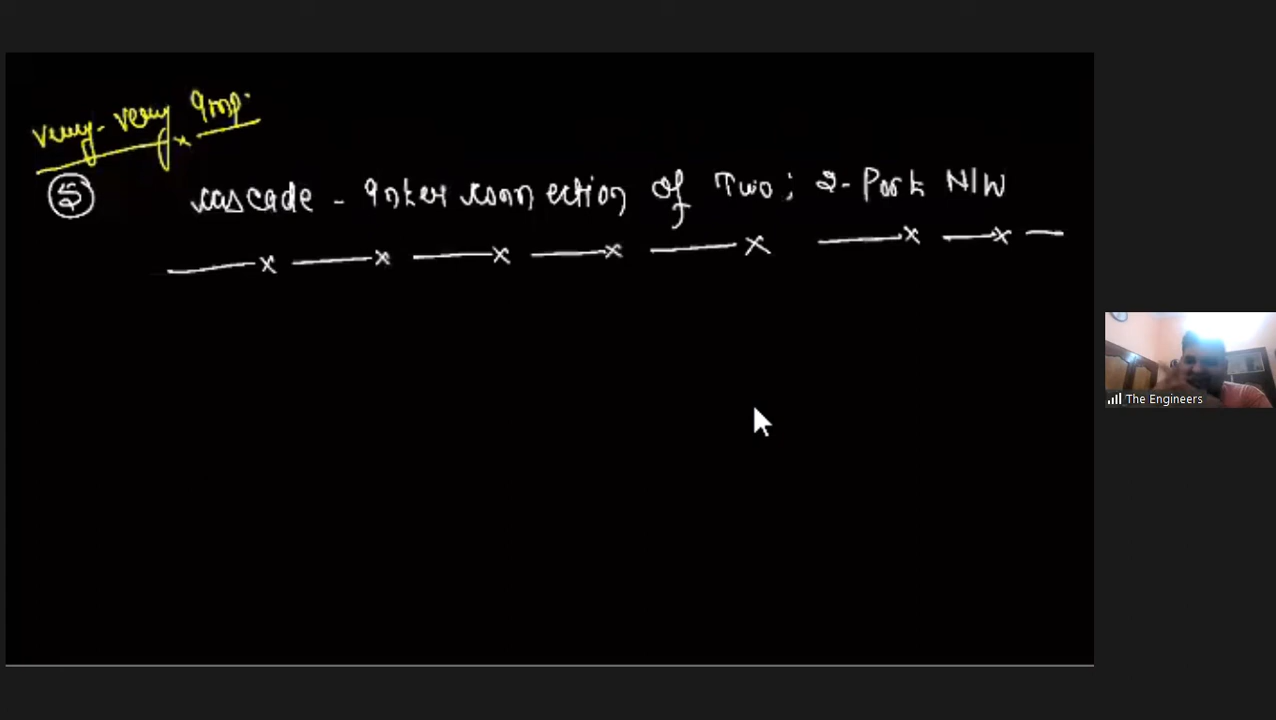 very-very Imp.
5 cascade - Interconnection of Two; 2-Port N/W
The Engineers